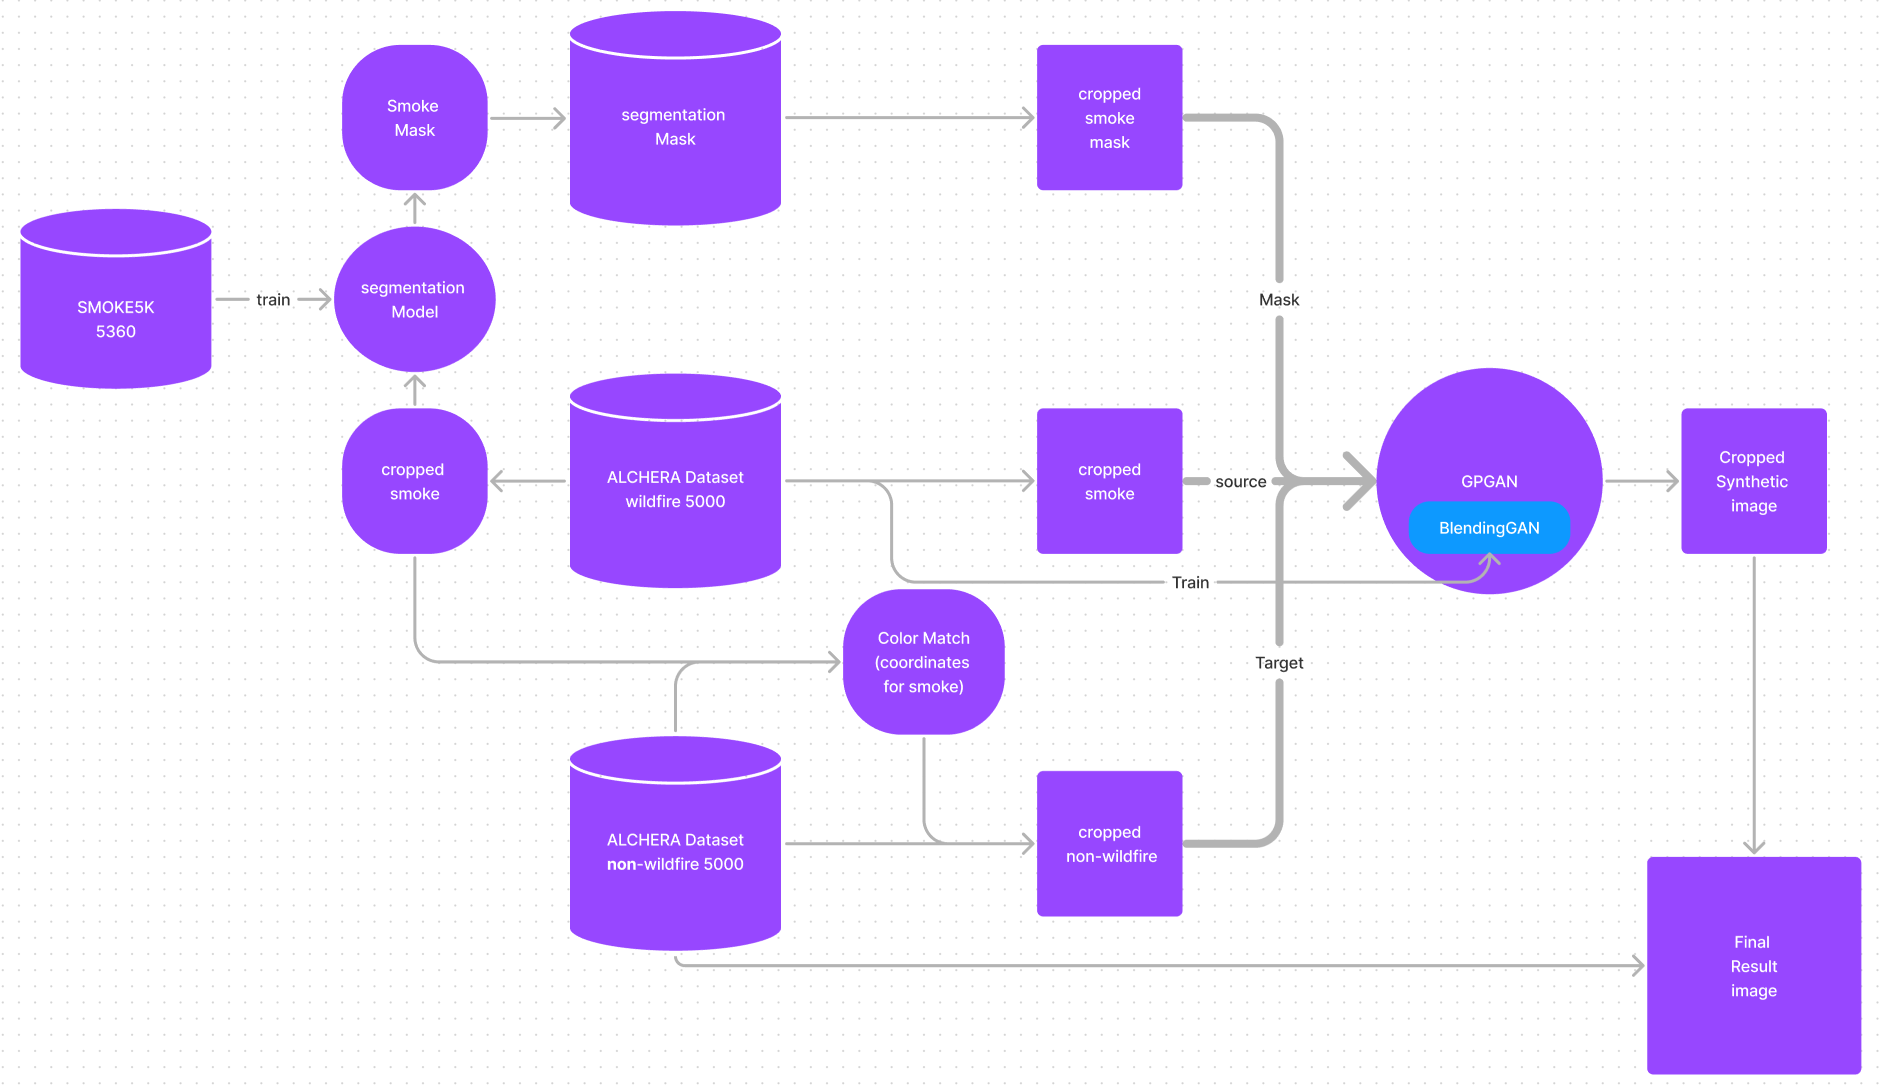 Smoke
Mask
segmentation
Mask
cropped
smoke
mask
SMOKE5K
5360
train
segmentation
Model
Mask
cropped
smoke
ALCHERA Dataset
wildfire 5000
cropped
smoke
source
GPGAN
BlendingGAN
Cropped
Synthetic
image
Train
Color Match
(coordinates
for smoke)
Target
ALCHERA Dataset
non-wildfire 5000
cropped
non-wildfire
Final
Result
image